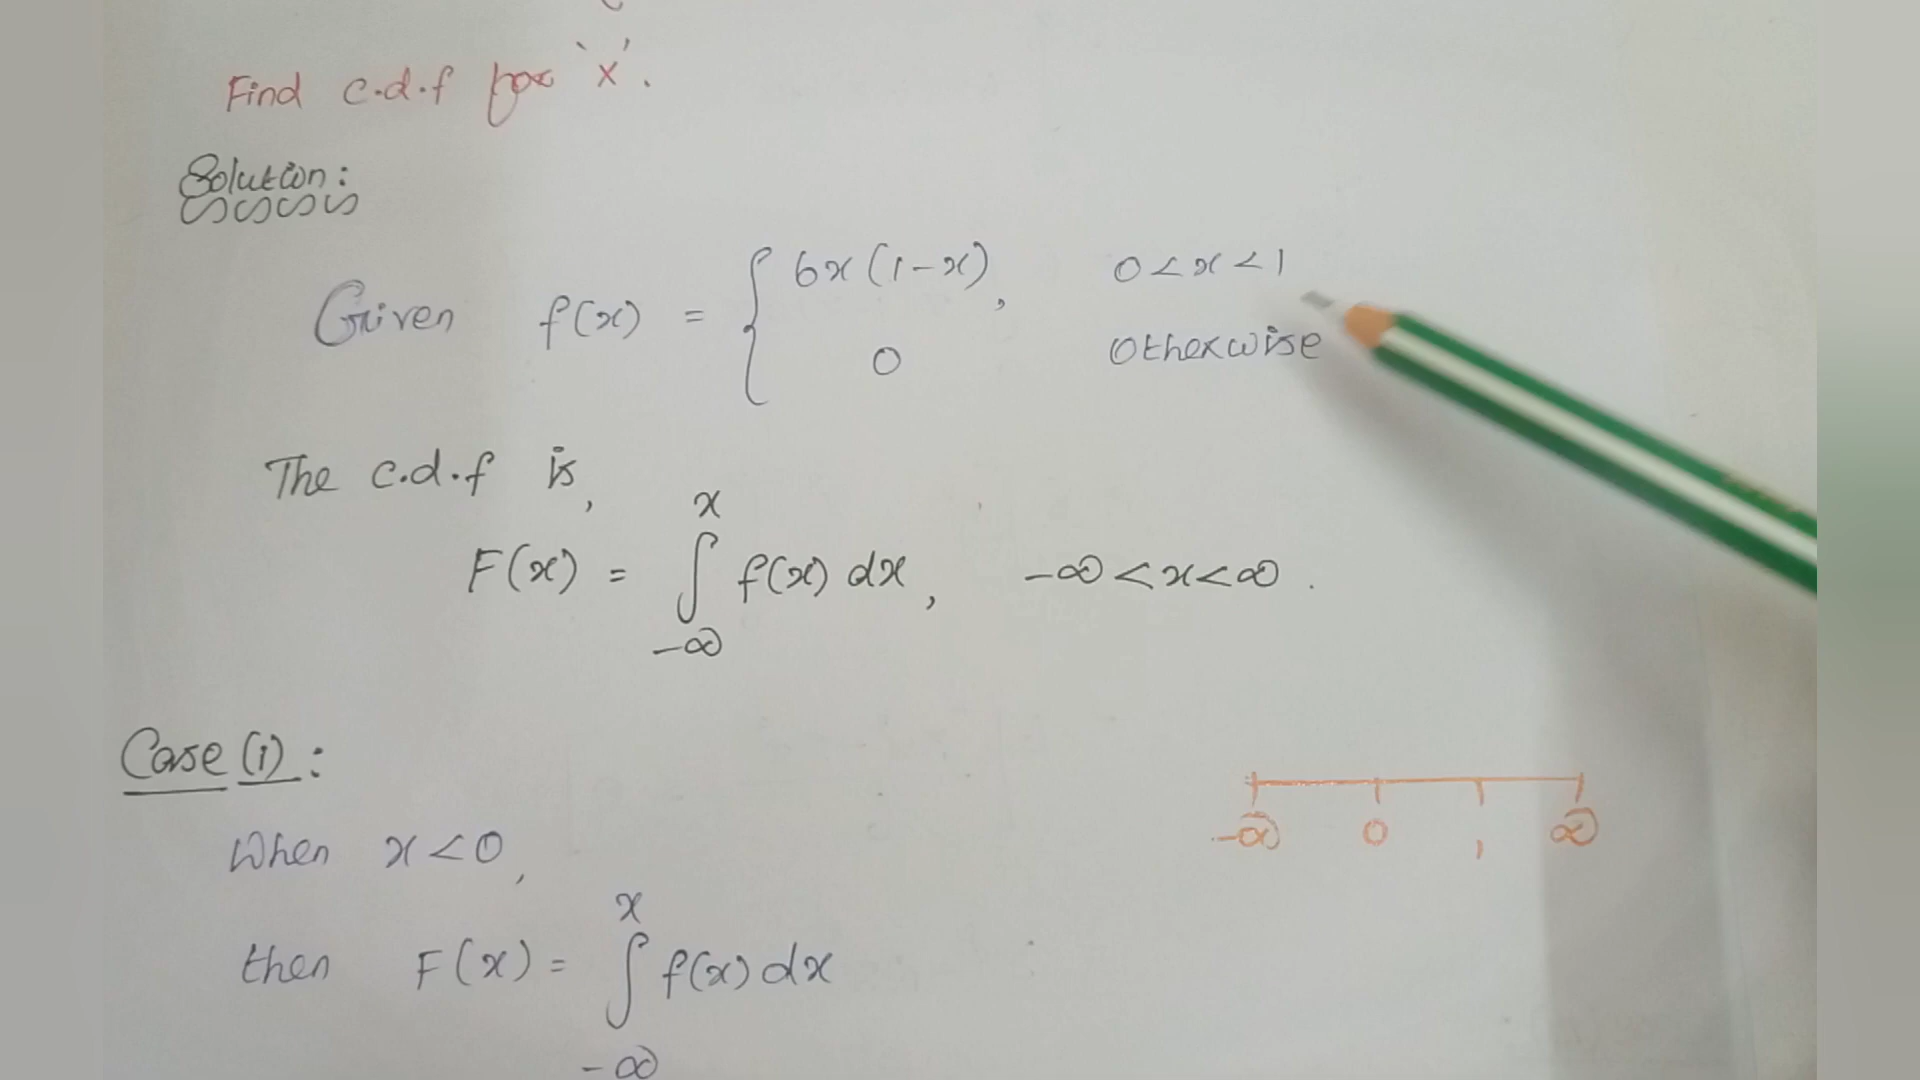 Find c.d.f for 'x'.
Solution:
Given f(x) = { 6x(1-x), 0<x<1
0 otherwise
The c.d.f is,
F(x) = ∫_{-∞}^{x} f(x) dx, -∞<x<∞.
Case (i):
When x<0,
-∞ 0 1 ∞
then F(x) = ∫_{-∞}^{x} f(x) dx